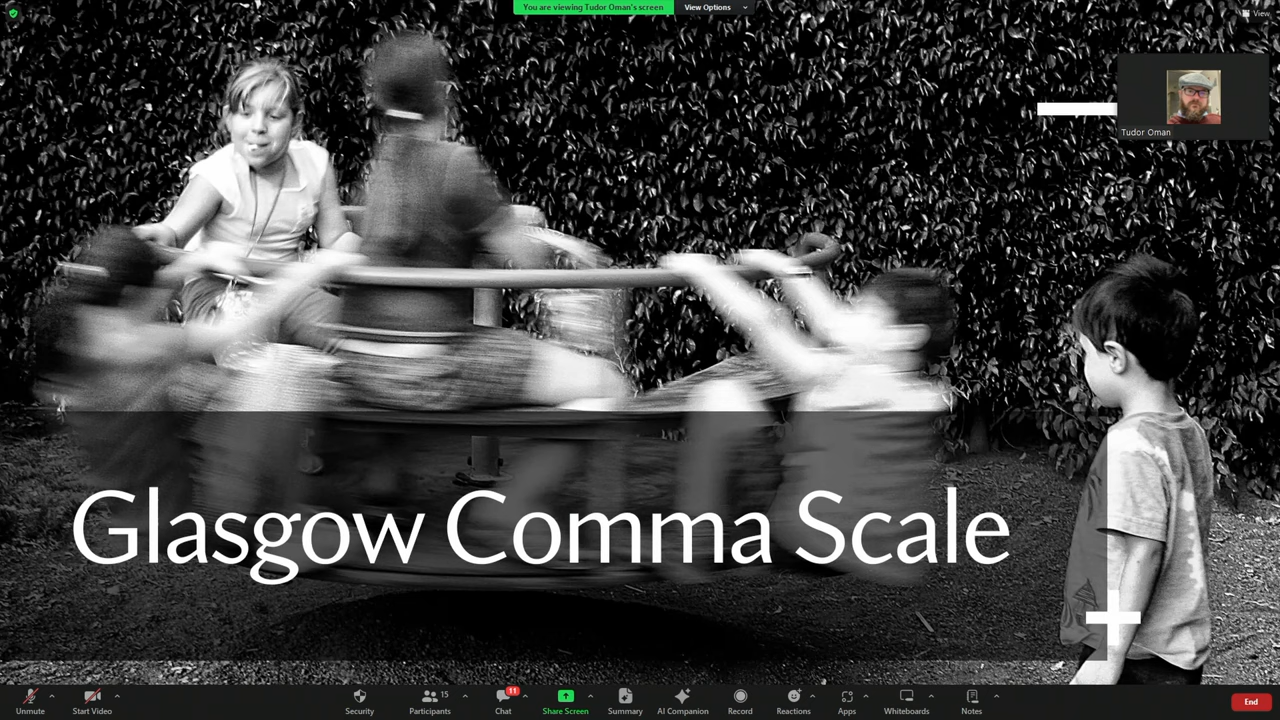 You are viewing Tudor Oman's screen
View Options
View
Tudor Oman
Glasgow Comma Scale
Unmute
Start Video
Security
Participants
15
Chat
11
Share Screen
Summary
AI Companion
Record
Reactions
Apps
Whiteboards
Notes
End